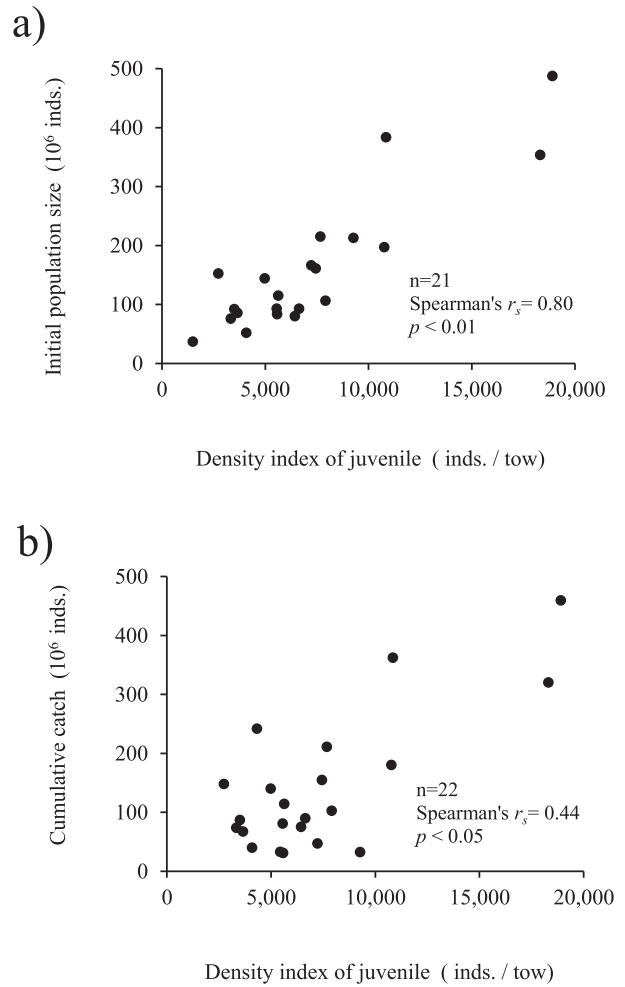 a)
Initial population size (10⁶ inds.)
500
400
300
200
100
0
n=21
Spearman's rₛ= 0.80
p < 0.01
0 5,000 10,000 15,000 20,000
Density index of juvenile ( inds. / tow)
b)
Cumulative catch (10⁶ inds.)
500
400
300
200
100
0
n=22
Spearman's rₛ= 0.44
p < 0.05
0 5,000 10,000 15,000 20,000
Density index of juvenile ( inds. / tow)